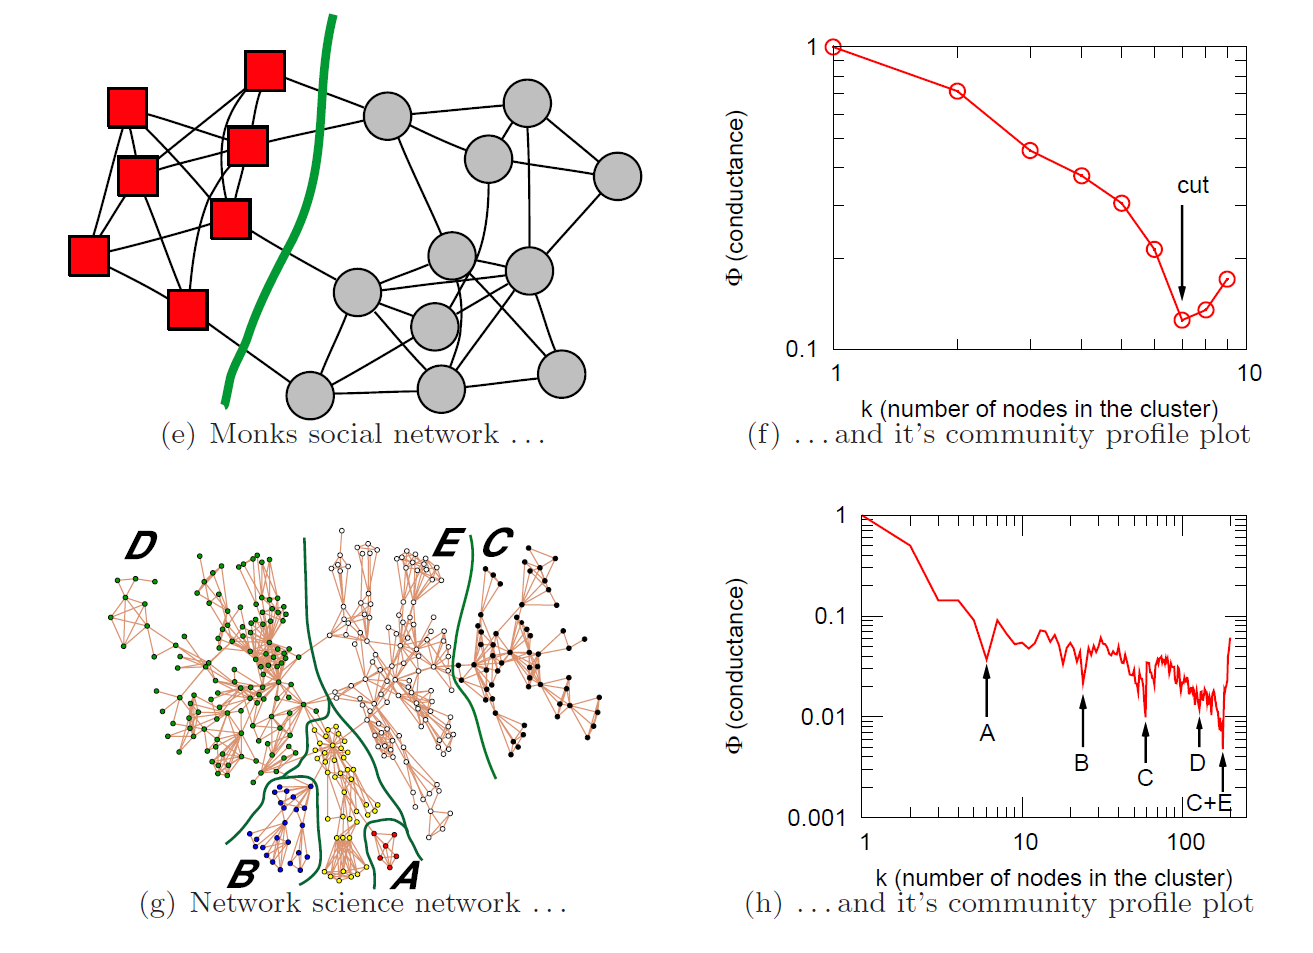 1
Φ (conductance)
cut
0.1
1
10
k (number of nodes in the cluster)
(e) Monks social network ...
(f) ...and it's community profile plot
D
E
C
B
A
1
0.1
0.01
0.001
Φ (conductance)
A
B
C
D
C+E
1
10
100
k (number of nodes in the cluster)
(g) Network science network ...
(h) ...and it's community profile plot